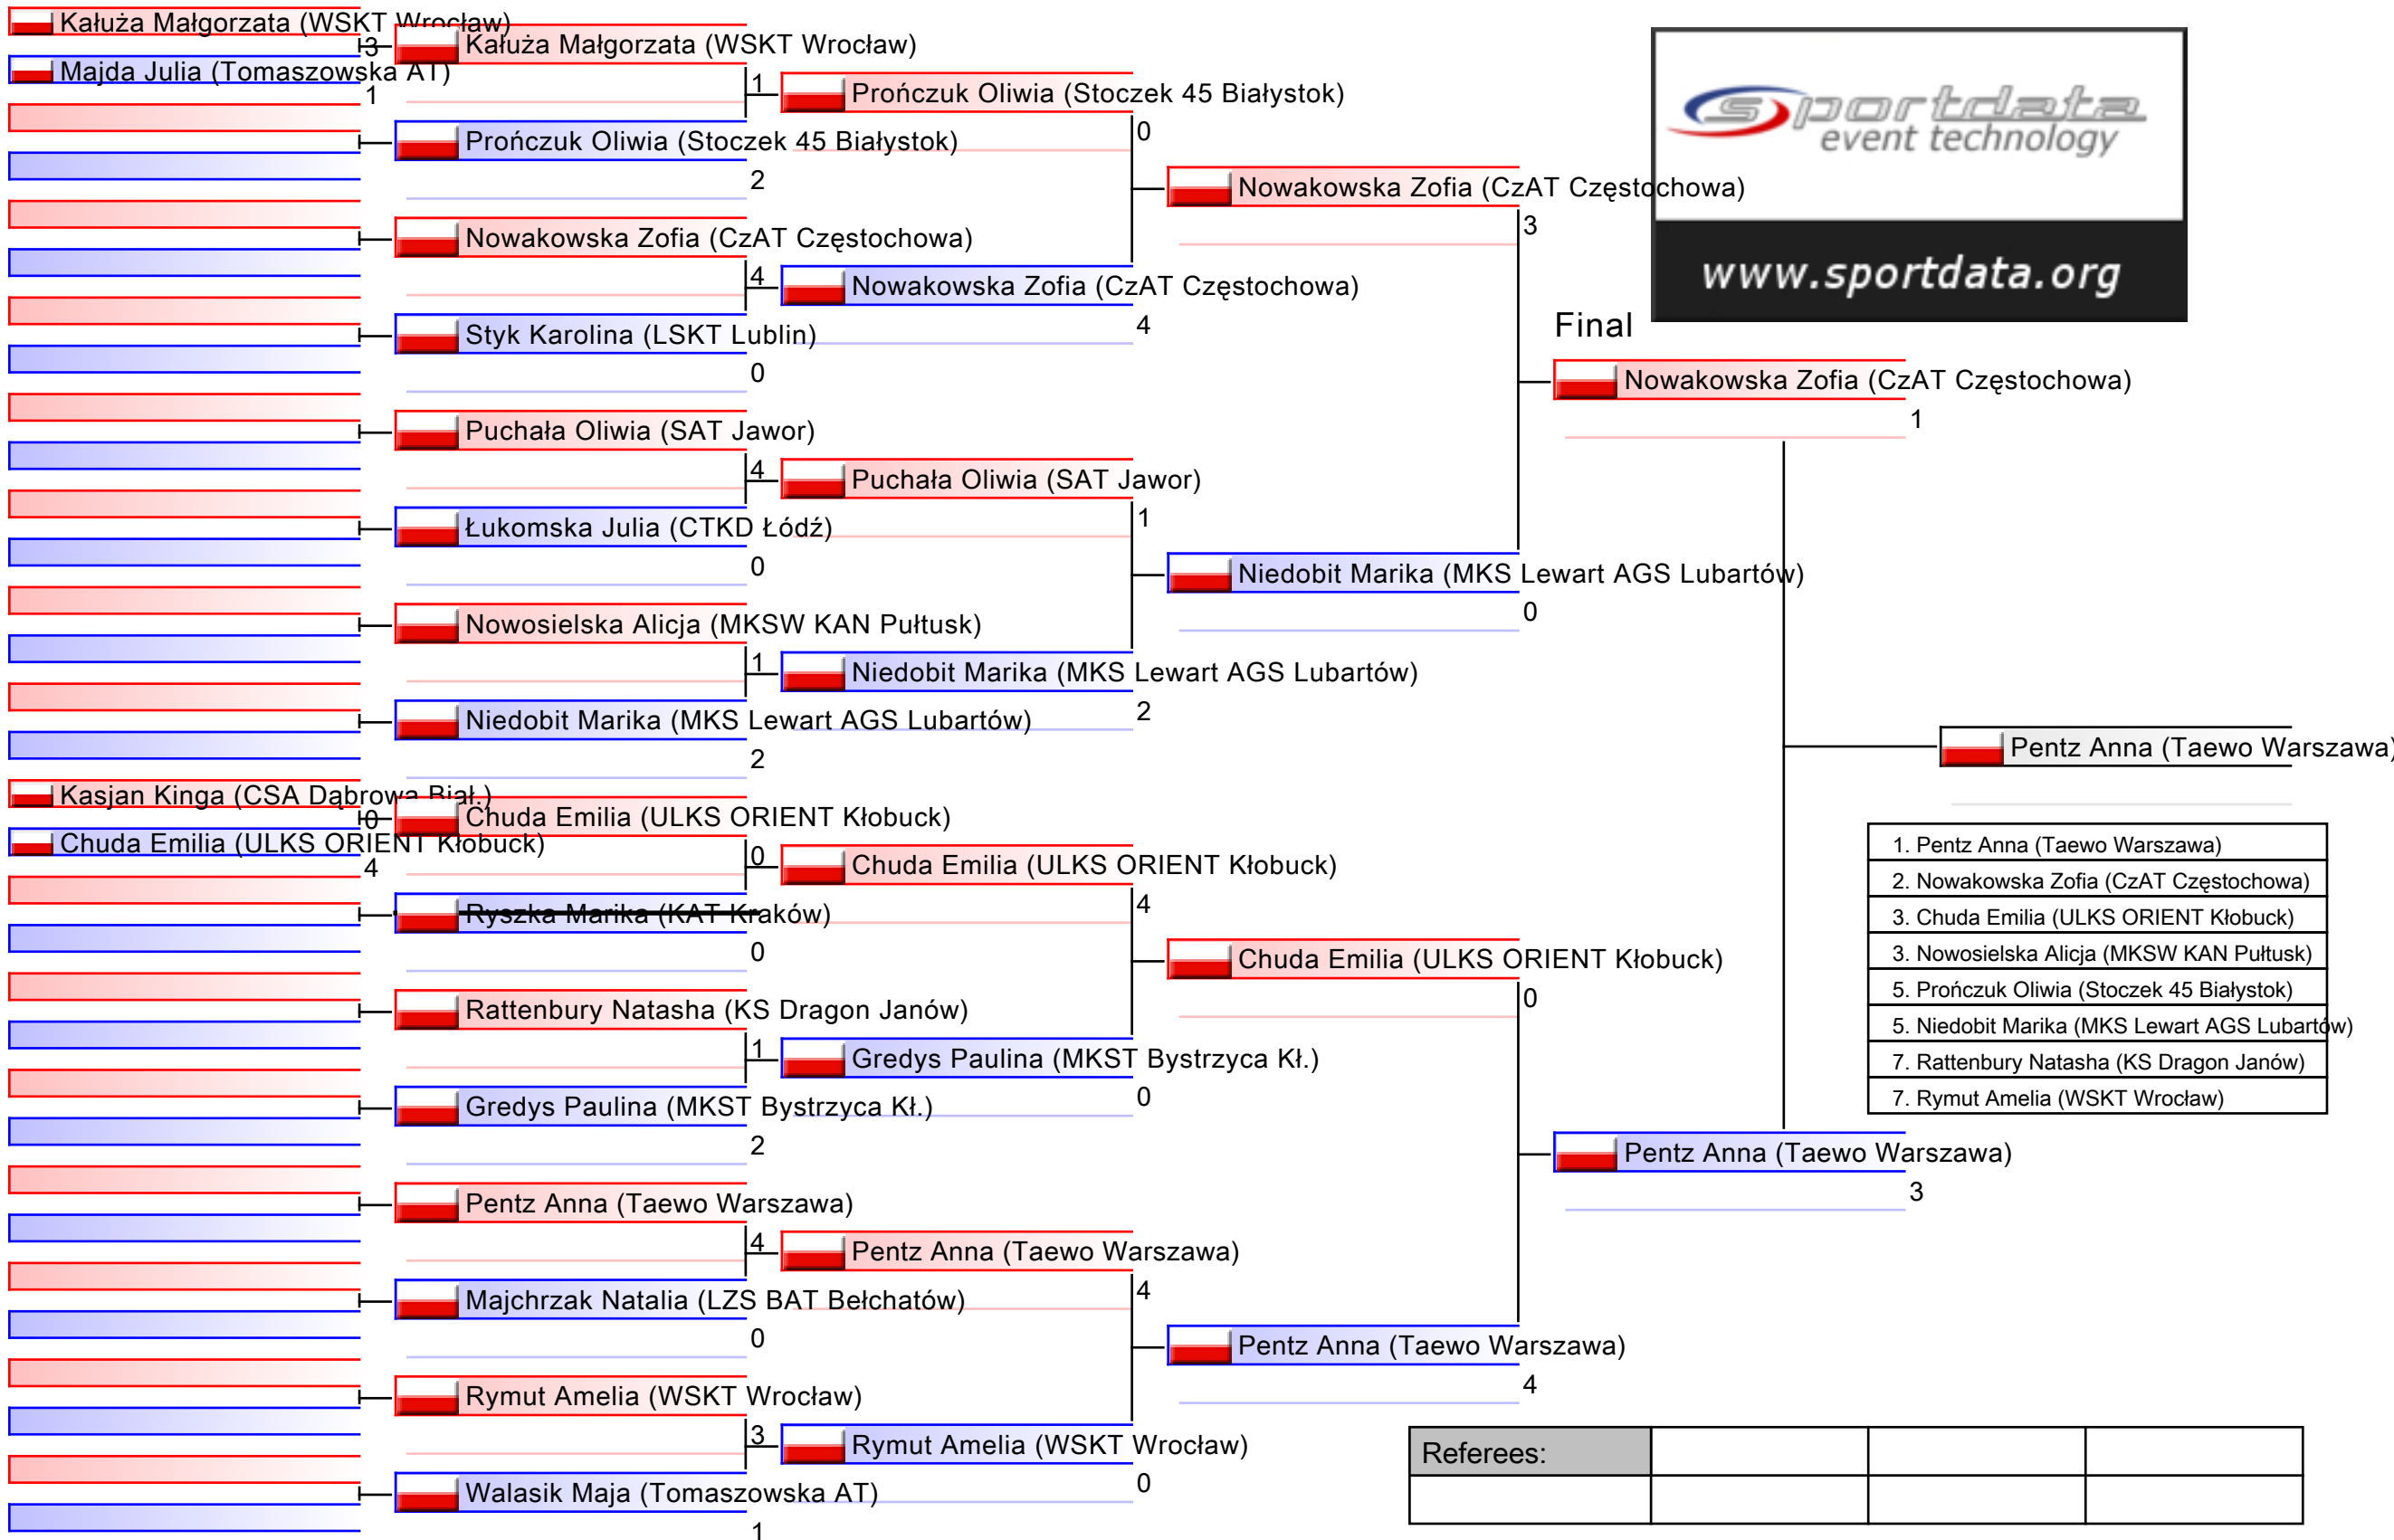 Kałuża Małgorzata (WSKT Wrocław)
3
Majda Julia (Tomaszowska AT)
1
Kasjan Kinga (CSA Dąbrowa Biał.)
0
Chuda Emilia (ULKS ORIENT Kłobuck)
4
Kałuża Małgorzata (WSKT Wrocław)
1
Prończuk Oliwia (Stoczek 45 Białystok)
2
Nowakowska Zofia (CzAT Częstochowa)
4
Styk Karolina (LSKT Lublin)
0
Puchała Oliwia (SAT Jawor)
4
Łukomska Julia (CTKD Łódź)
0
Nowosielska Alicja (MKSW KAN Pułtusk)
1
Niedobit Marika (MKS Lewart AGS Lubartów)
2
Chuda Emilia (ULKS ORIENT Kłobuck)
0
Ryszka Marika (KAT Kraków)
0
Rattenbury Natasha (KS Dragon Janów)
1
Gredys Paulina (MKST Bystrzyca Kł.)
2
Pentz Anna (Taewo Warszawa)
4
Majchrzak Natalia (LZS BAT Bełchatów)
0
Rymut Amelia (WSKT Wrocław)
3
Walasik Maja (Tomaszowska AT)
1
Prończuk Oliwia (Stoczek 45 Białystok)
0
Nowakowska Zofia (CzAT Częstochowa)
4
Puchała Oliwia (SAT Jawor)
1
Niedobit Marika (MKS Lewart AGS Lubartów)
2
Chuda Emilia (ULKS ORIENT Kłobuck)
4
Gredys Paulina (MKST Bystrzyca Kł.)
0
Pentz Anna (Taewo Warszawa)
4
Rymut Amelia (WSKT Wrocław)
0
Nowakowska Zofia (CzAT Częstochowa)
3
Niedobit Marika (MKS Lewart AGS Lubartów)
0
Chuda Emilia (ULKS ORIENT Kłobuck)
0
Pentz Anna (Taewo Warszawa)
4
sportdata
event technology
www.sportdata.org
Final
Nowakowska Zofia (CzAT Częstochowa)
1
Pentz Anna (Taewo Warszawa)
3
Pentz Anna (Taewo Warszawa)
1. Pentz Anna (Taewo Warszawa)
2. Nowakowska Zofia (CzAT Częstochowa)
3. Chuda Emilia (ULKS ORIENT Kłobuck)
3. Nowosielska Alicja (MKSW KAN Pułtusk)
5. Prończuk Oliwia (Stoczek 45 Białystok)
5. Niedobit Marika (MKS Lewart AGS Lubartów)
7. Rattenbury Natasha (KS Dragon Janów)
7. Rymut Amelia (WSKT Wrocław)
Referees: